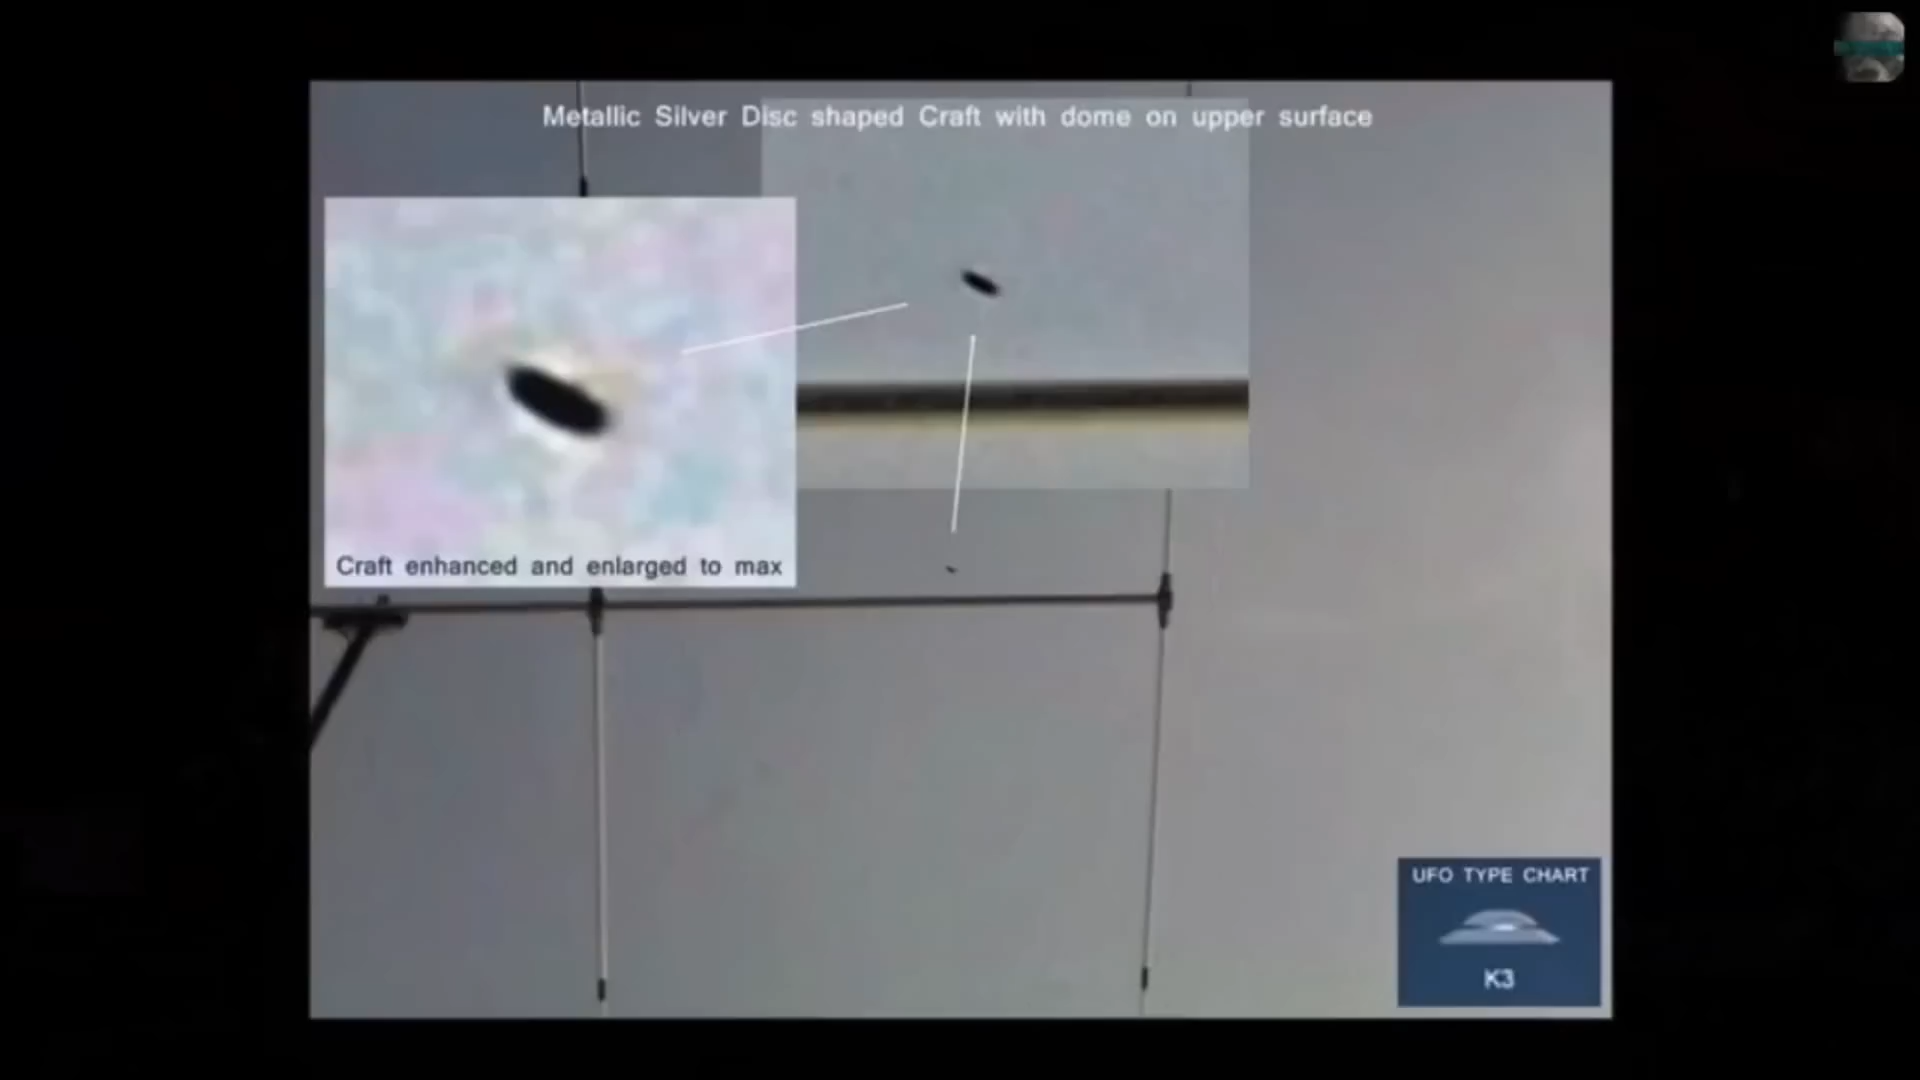 Metallic Silver Disc shaped Craft with dome on upper surface
Craft enhanced and enlarged to max
UFO TYPE CHART
K3